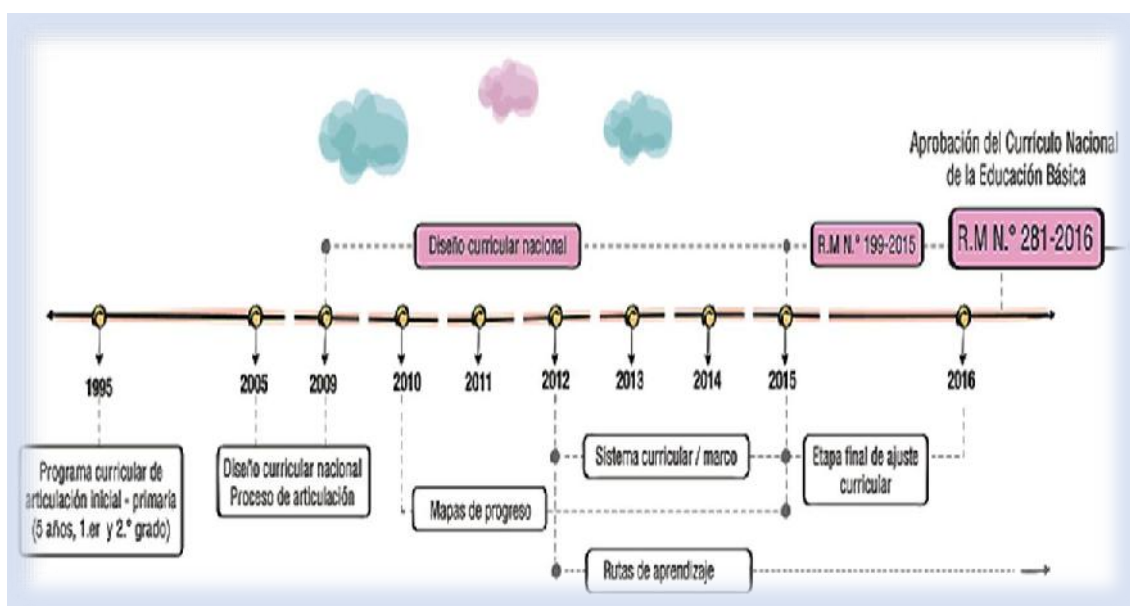 Aprobación del Currículo Nacional
de la Educación Básica
Diseño curricular nacional
R.M N.° 199-2015
R.M N.° 281-2016
1995
2005
2009
2010
2011
2012
2013
2014
2015
2016
Programa curricular de
articulación inicial - primaria
(5 años, 1.er y 2.° grado)
Diseño curricular nacional
Proceso de articulación
Sistema curricular / marco
Etapa final de ajuste
curricular
Mapas de progreso
Rutas de aprendizaje